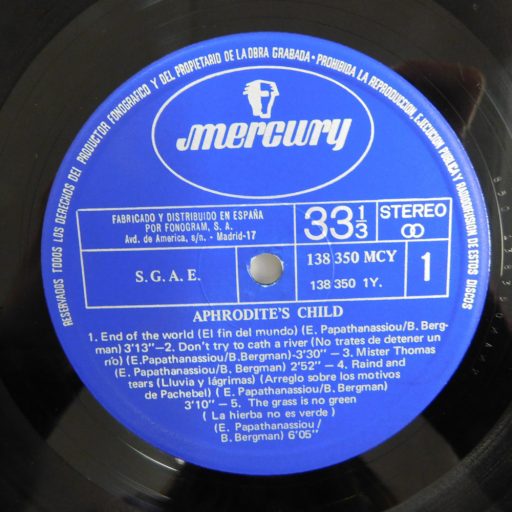 RESERVADOS TODOS LOS DERECHOS DEL PRODUCTOR FONOGRAFICO Y DEL PROPIETARIO DE LA OBRA GRABADA · PROHIBIDA LA REPRODUCCION, EJECUCION PUBLICA Y RADIODIFUSION DE ESTOS DISCOS
mercury
FABRICADO Y DISTRIBUIDO EN ESPAÑA
POR FONOGRAM, S. A.
Avd. de America, s/n. - Madrid-17
33 1/3
STEREO
S. G. A. E.
138 350 MCY
138 350 1Y.
1
APHRODITE'S CHILD
1. End of the world (El fin del mundo) (E. Papathanassiou/B. Berg-
man) 3'13"—2. Don't try to cath a river (No trates de detener un
río) (E.Papathanassiou/B.Bergman)-3'30" — 3. Mister Thomas
(E. Papathanassiou/B. Bergman) 2'52" — 4. Raind and
tears (Lluvia y lágrimas) (Arreglo sobre los motivos
de Pachebel) ( E. Papathanassiou/B. Bergman)
3'10" — 5. The grass is no green
( La hierba no es verde )
(E. Papathanassiou /
B. Bergman) 6'05"